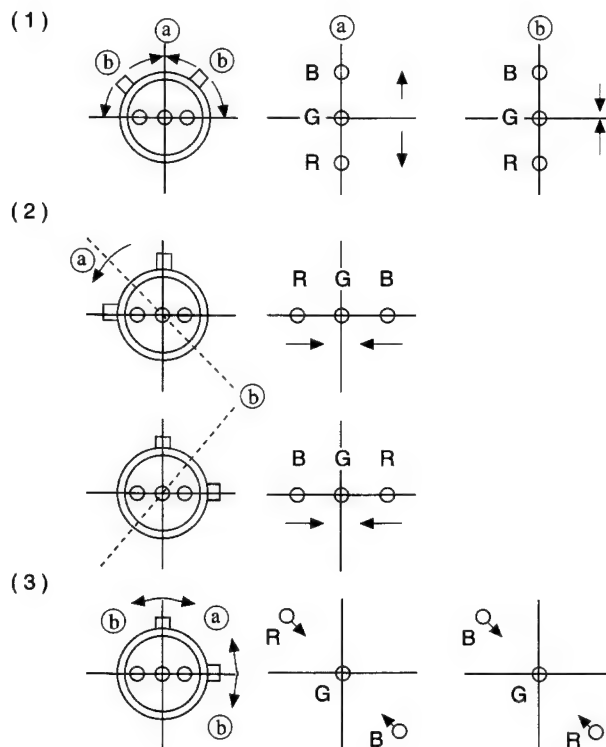 (1)
ⓐ ⓐ ⓑ
ⓑ ⓑ B B
G G
R R
(2)
ⓐ R G B
ⓑ
B G R
(3)
ⓑ ⓐ R B
G G
ⓑ B R